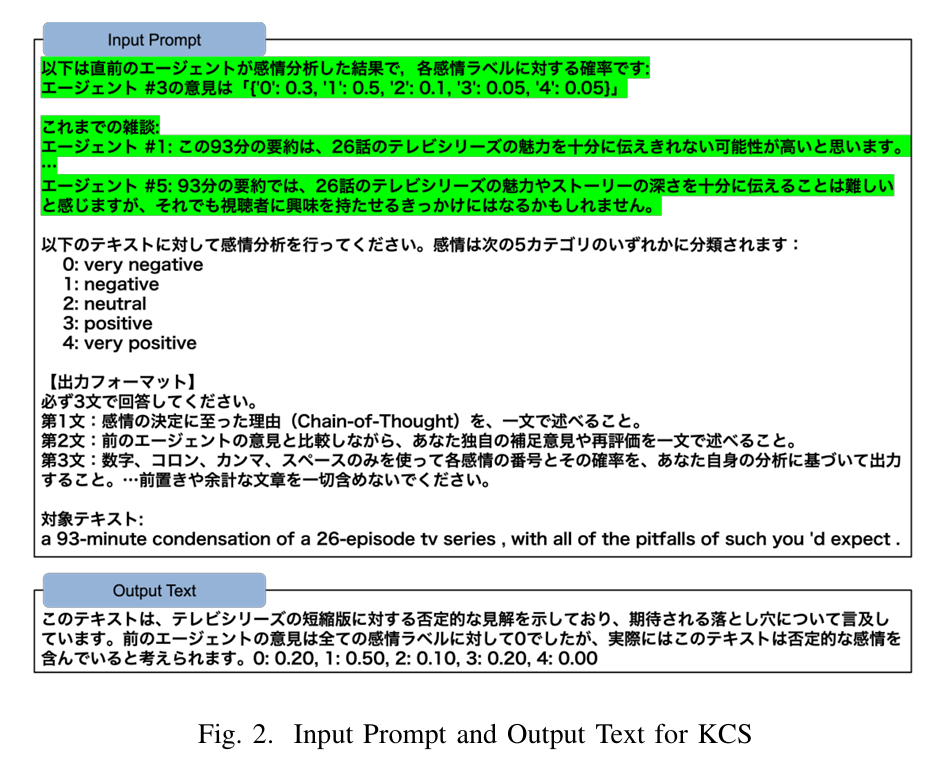 Input Prompt
以下は直前のエージェントが感情分析した結果で，各感情ラベルに対する確率です:
エージェント #3の意見は「{'0': 0.3, '1': 0.5, '2': 0.1, '3': 0.05, '4': 0.05}」
これまでの雑談:
エージェント #1: この93分の要約は、26話のテレビシリーズの魅力を十分に伝えきれない可能性が高いと思います。
…
エージェント #5: 93分の要約では、26話のテレビシリーズの魅力やストーリーの深さを十分に伝えることは難しい
と感じますが、それでも視聴者に興味を持たせるきっかけにはなるかもしれません。
以下のテキストに対して感情分析を行ってください。感情は次の5カテゴリのいずれかに分類されます：
0: very negative
1: negative
2: neutral
3: positive
4: very positive
【出力フォーマット】
必ず3文で回答してください。
第1文：感情の決定に至った理由（Chain-of-Thought）を、一文で述べること。
第2文：前のエージェントの意見と比較しながら、あなた独自の補足意見や再評価を一文で述べること。
第3文：数字、コロン、カンマ、スペースのみを使って各感情の番号とその確率を、あなた自身の分析に基づいて出力
すること。…前置きや余計な文章を一切含めないでください。
対象テキスト:
a 93-minute condensation of a 26-episode tv series , with all of the pitfalls of such you 'd expect .
Output Text
このテキストは、テレビシリーズの短縮版に対する否定的な見解を示しており、期待される落とし穴について言及し
ています。前のエージェントの意見は全ての感情ラベルに対して0でしたが、実際にはこのテキストは否定的な感情を
含んでいると考えられます。0: 0.20, 1: 0.50, 2: 0.10, 3: 0.20, 4: 0.00
Fig. 2. Input Prompt and Output Text for KCS